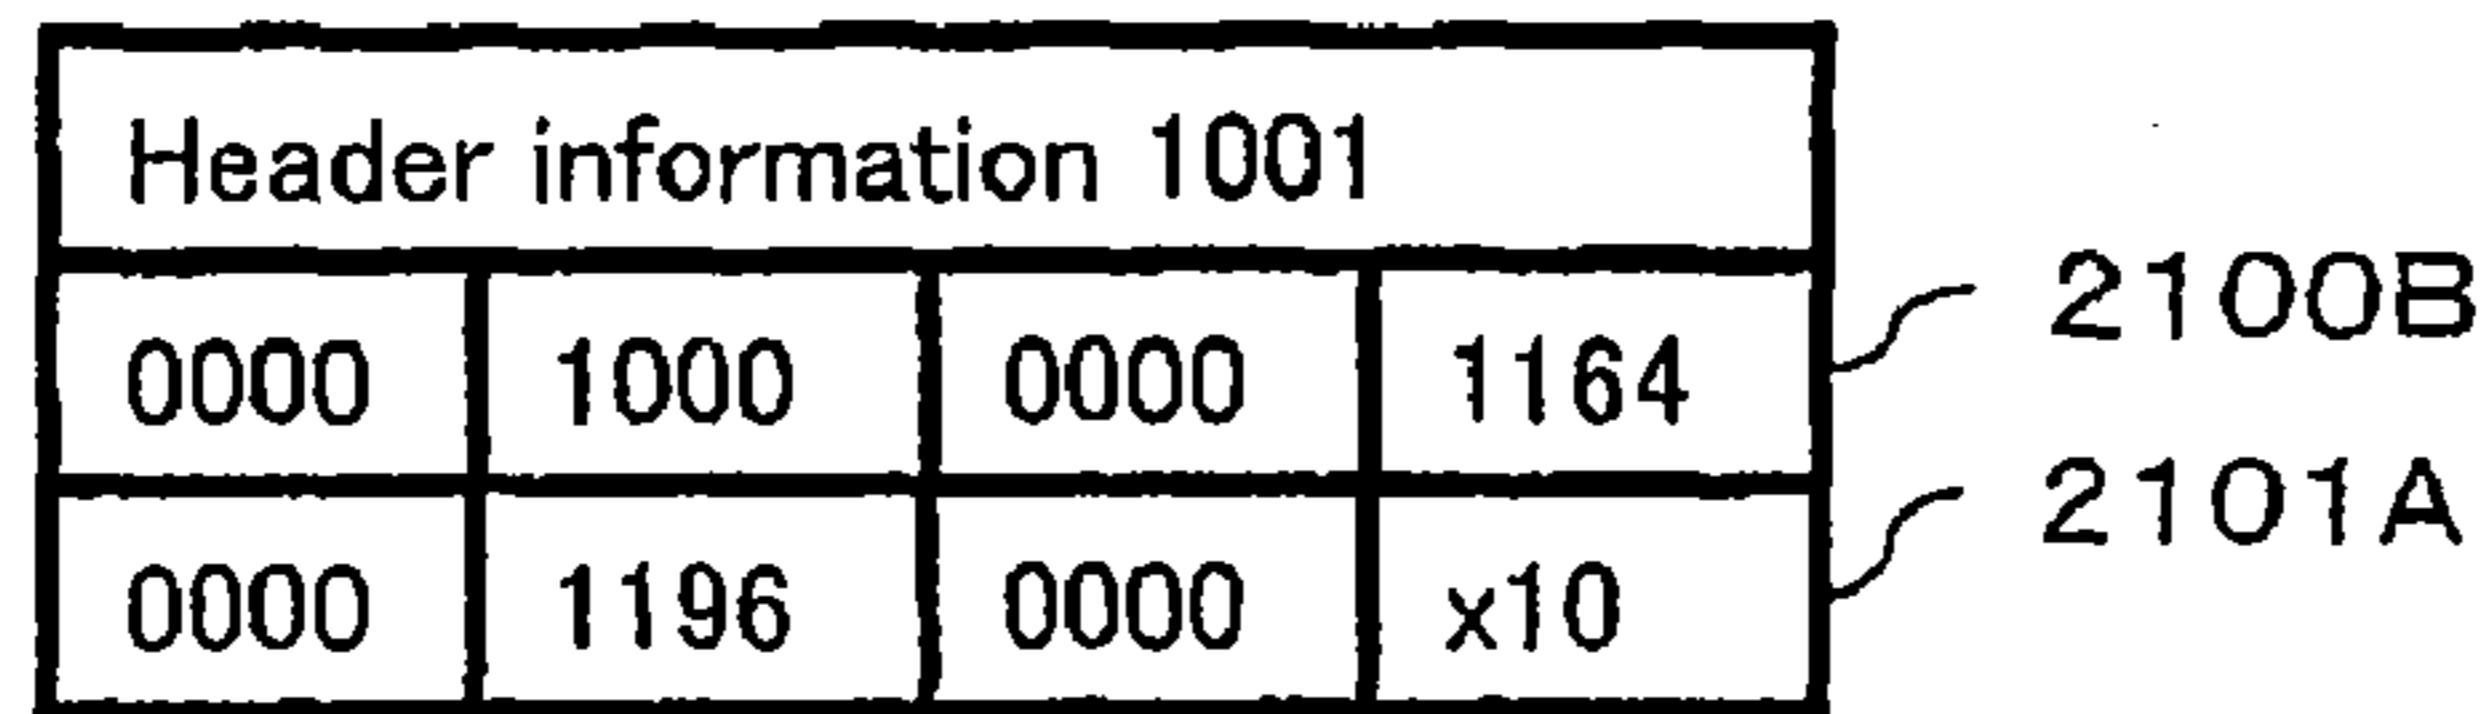 Header information 1001
0000 1000 0000 1164 2100B
0000 1196 0000 x10 2101A